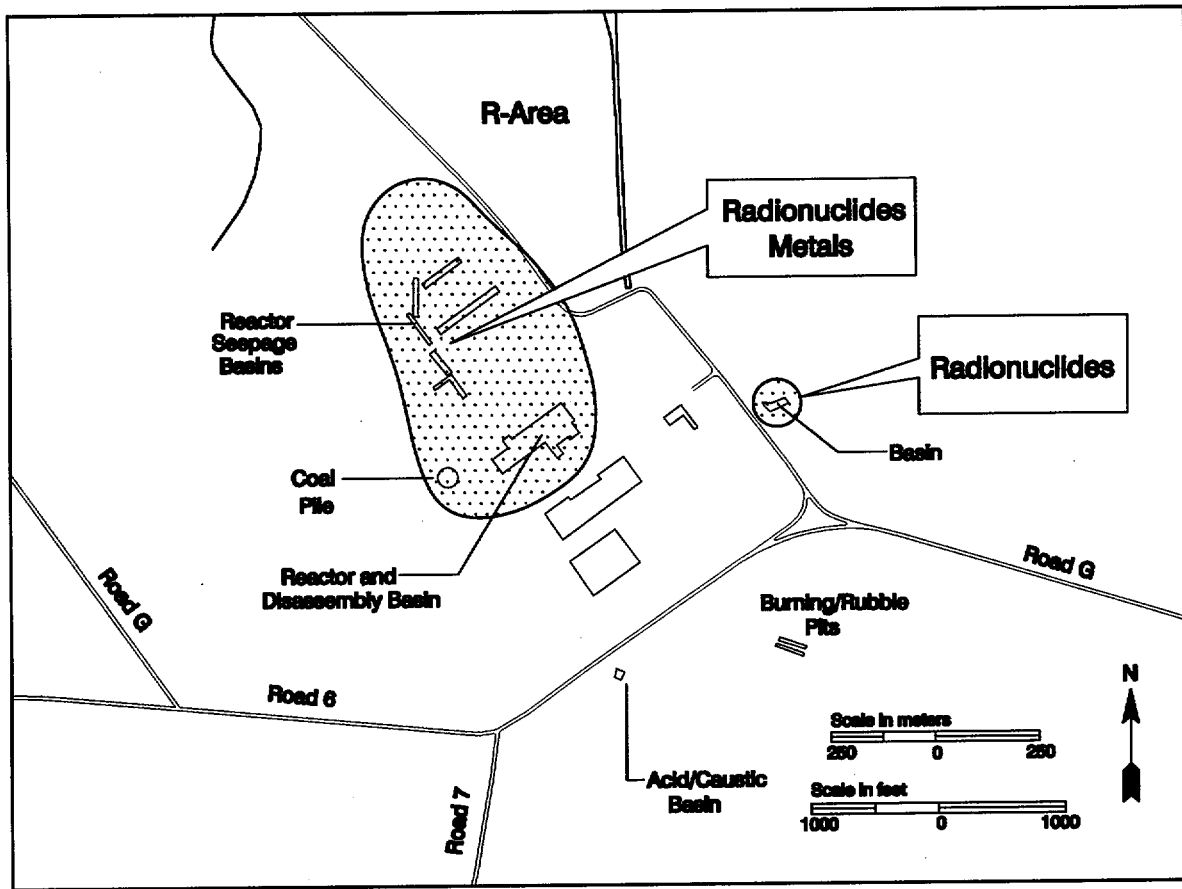 R-Area
Radionuclides
Metals
Reactor
Seepage
Basins
Radionuclides
Basin
Coal
Pile
Road G
Reactor and
Disassembly Basin
Road G
Burning/Rubble
Pits
Road 6
N
Scale in meters
250 0 250
Acid/Caustic
Basin
Scale in feet
1000 0 1000
Road 7